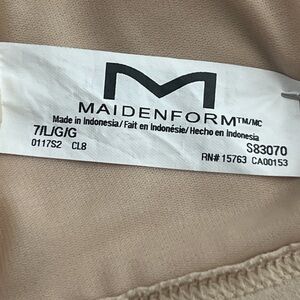 M
MAIDENFORM™/MC
Made in Indonesia/Fait en Indonésie/Hecho en Indonesia
7/L/G/G S83070
0117S2 CL8 RN# 15763 CA00153